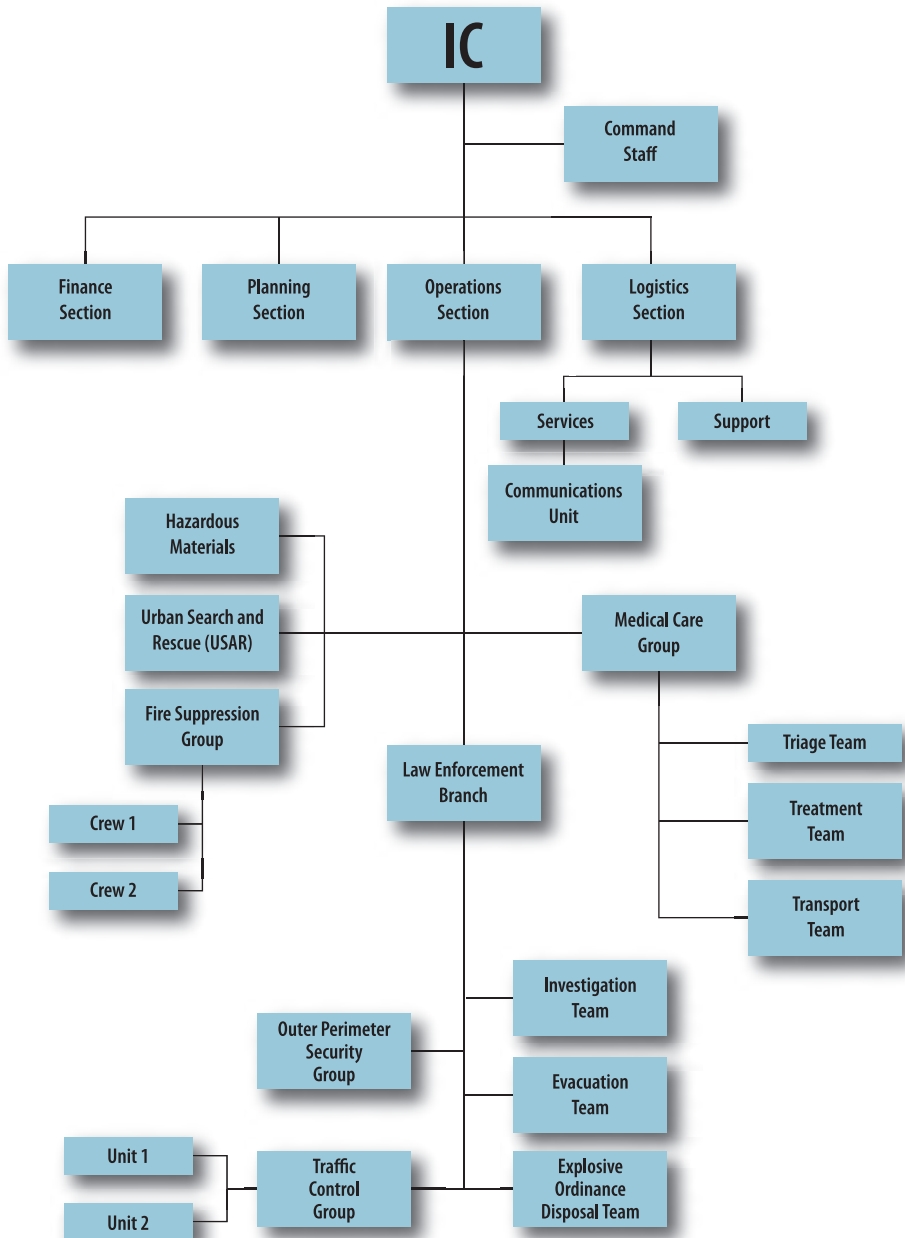 IC
Command
Staff
Finance
Section
Planning
Section
Operations
Section
Logistics
Section
Services
Support
Communications
Unit
Hazardous
Materials
Urban Search and
Rescue (USAR)
Fire Suppression
Group
Crew 1
Crew 2
Medical Care
Group
Triage Team
Treatment
Team
Transport
Team
Law Enforcement
Branch
Investigation
Team
Outer Perimeter
Security
Group
Evacuation
Team
Unit 1
Unit 2
Traffic
Control
Group
Explosive
Ordinance
Disposal Team